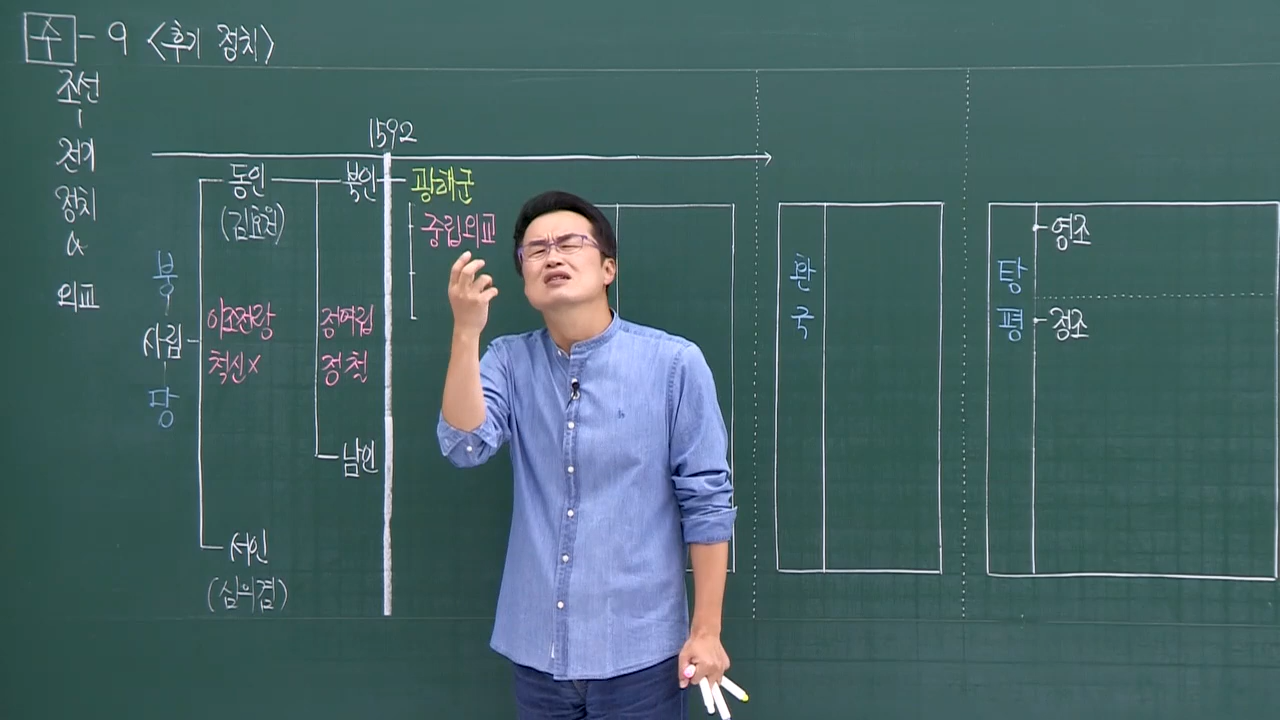 수 - 9 <후기 정치>
조선
전기
정치
&
외교
1592
동인
(김효원)
북인
광해군
중립외교
붕
사림
당
이조전랑
척신x
정여립
정철
남인
서인
(심의겸)
환
국
탕
평
영조
정조